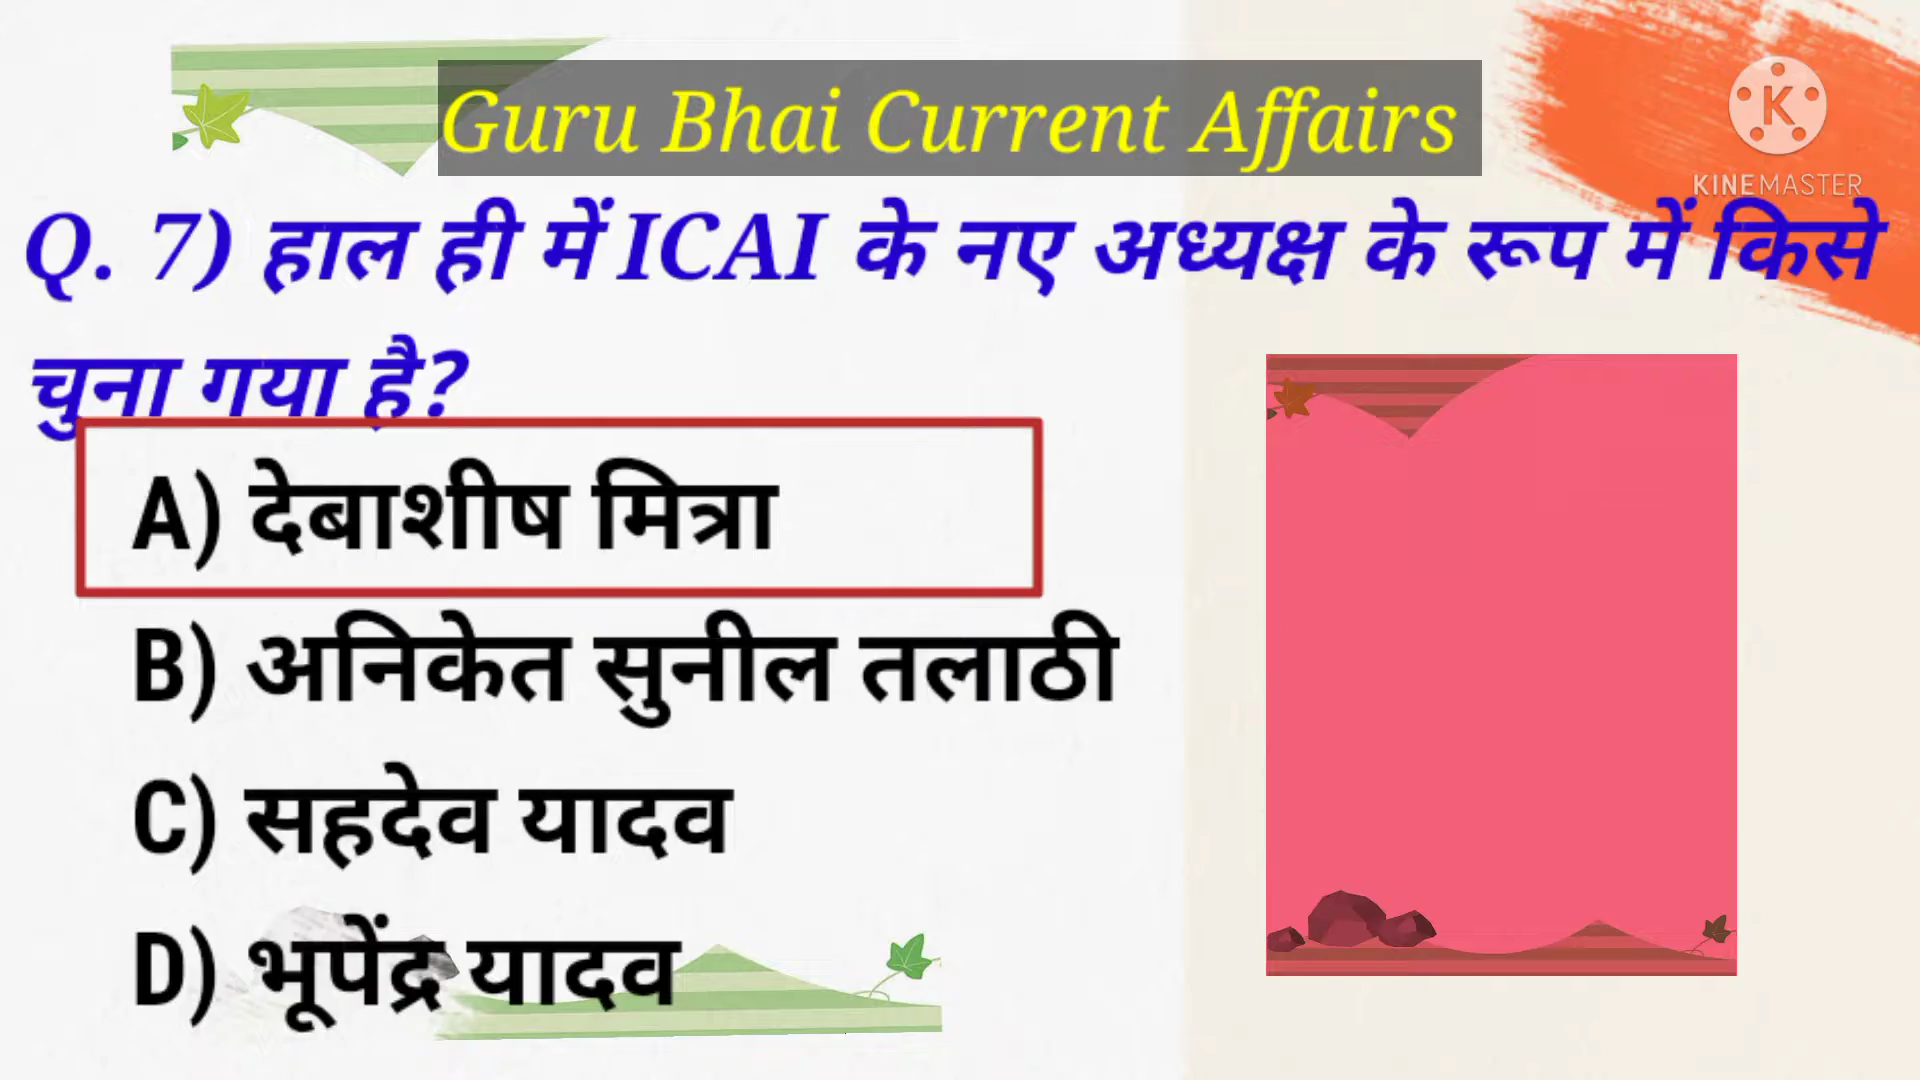 Guru Bhai Current Affairs
K
KINEMASTER
Q. 7) हाल ही में ICAI के नए अध्यक्ष के रूप में किसे
चुना गया है?
A) देबाशीष मित्रा
B) अनिकेत सुनील तलाठी
C) सहदेव यादव
D) भूपेंद्र यादव